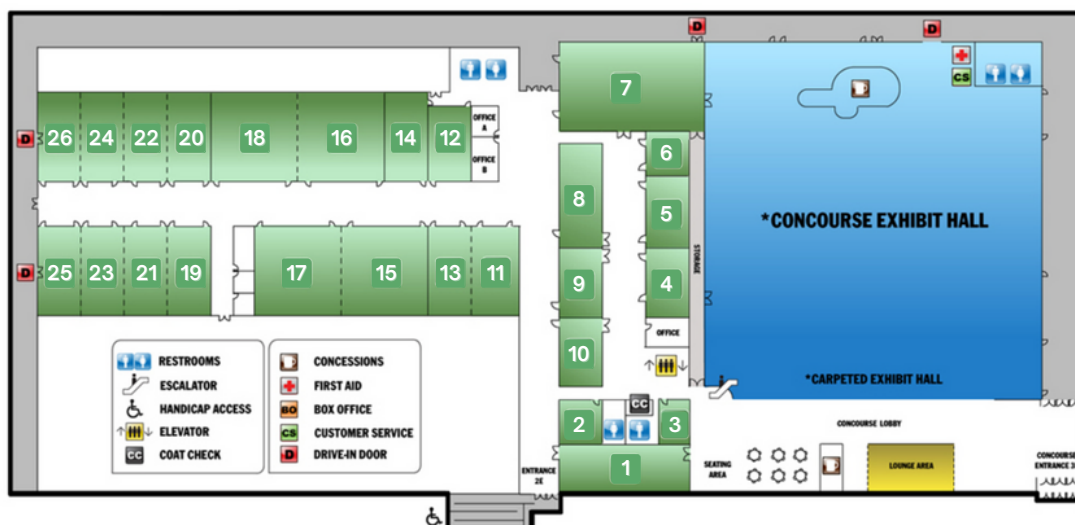 D
D
7
CS
26
24
22
20
18
16
14
12
OFFICE
A
OFFICE
B
D
6
8
5
*CONCOURSE EXHIBIT HALL
STORAGE
25
23
21
19
17
15
13
11
D
9
4
10
OFFICE
RESTROOMS
ESCALATOR
HANDICAP ACCESS
ELEVATOR
CC COAT CHECK
CONCESSIONS
FIRST AID
BO BOX OFFICE
CS CUSTOMER SERVICE
D DRIVE-IN DOOR
*CARPETED EXHIBIT HALL
CC
2
3
1
CONCOURSE LOBBY
ENTRANCE
2E
SEATING
AREA
LOUNGE AREA
CONCOURSE